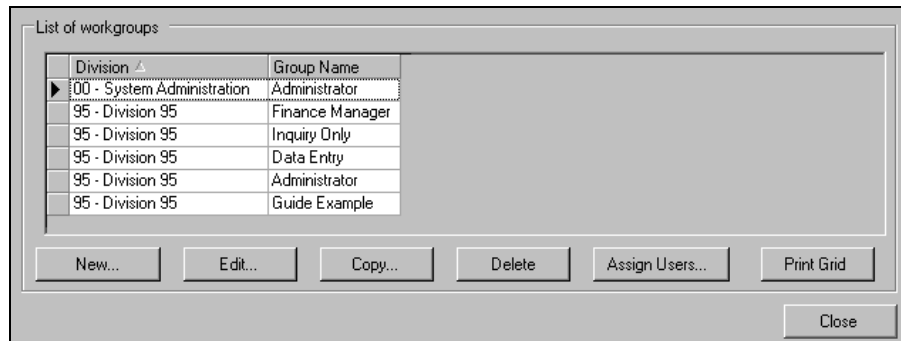 List of workgroups
Division Group Name
00 - System Administration Administrator
95 - Division 95 Finance Manager
95 - Division 95 Inquiry Only
95 - Division 95 Data Entry
95 - Division 95 Administrator
95 - Division 95 Guide Example
New... Edit... Copy... Delete Assign Users... Print Grid
Close